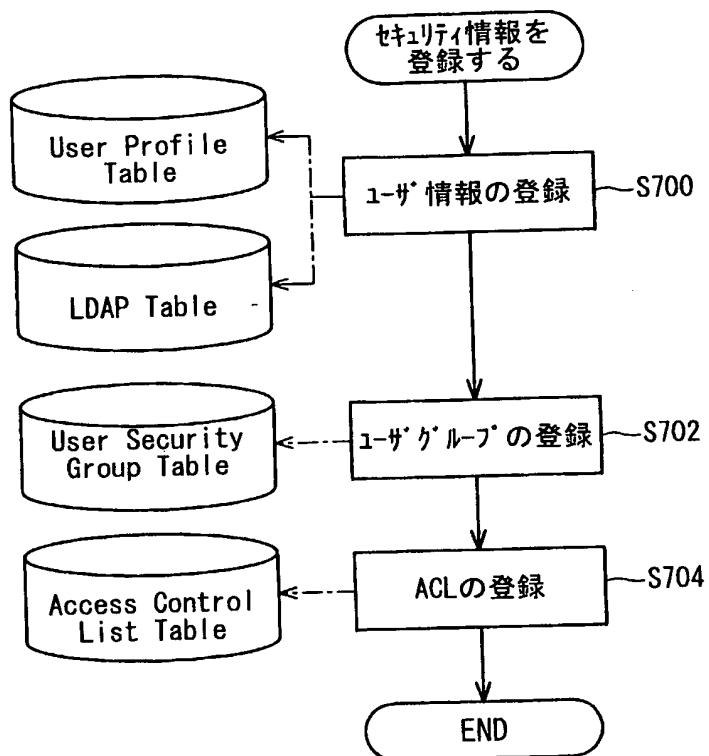 セキュリティ情報を
登録する
User Profile
Table
ユーザ情報の登録
S700
LDAP Table
User Security
Group Table
ユーザグループの登録
S702
Access Control
List Table
ACLの登録
S704
END